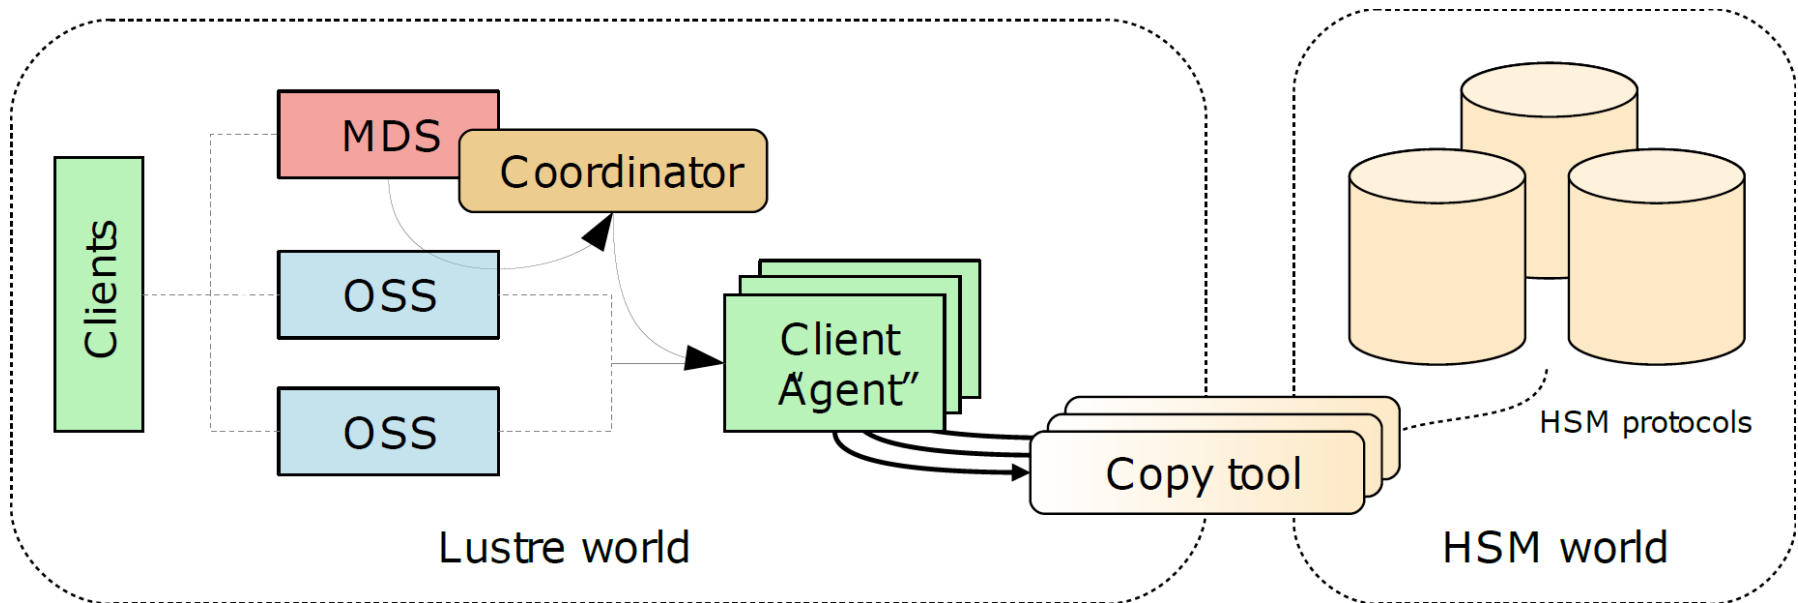 MDS
Coordinator
Clients
OSS
OSS
Client
“Agent”
Copy tool
HSM protocols
Lustre world
HSM world